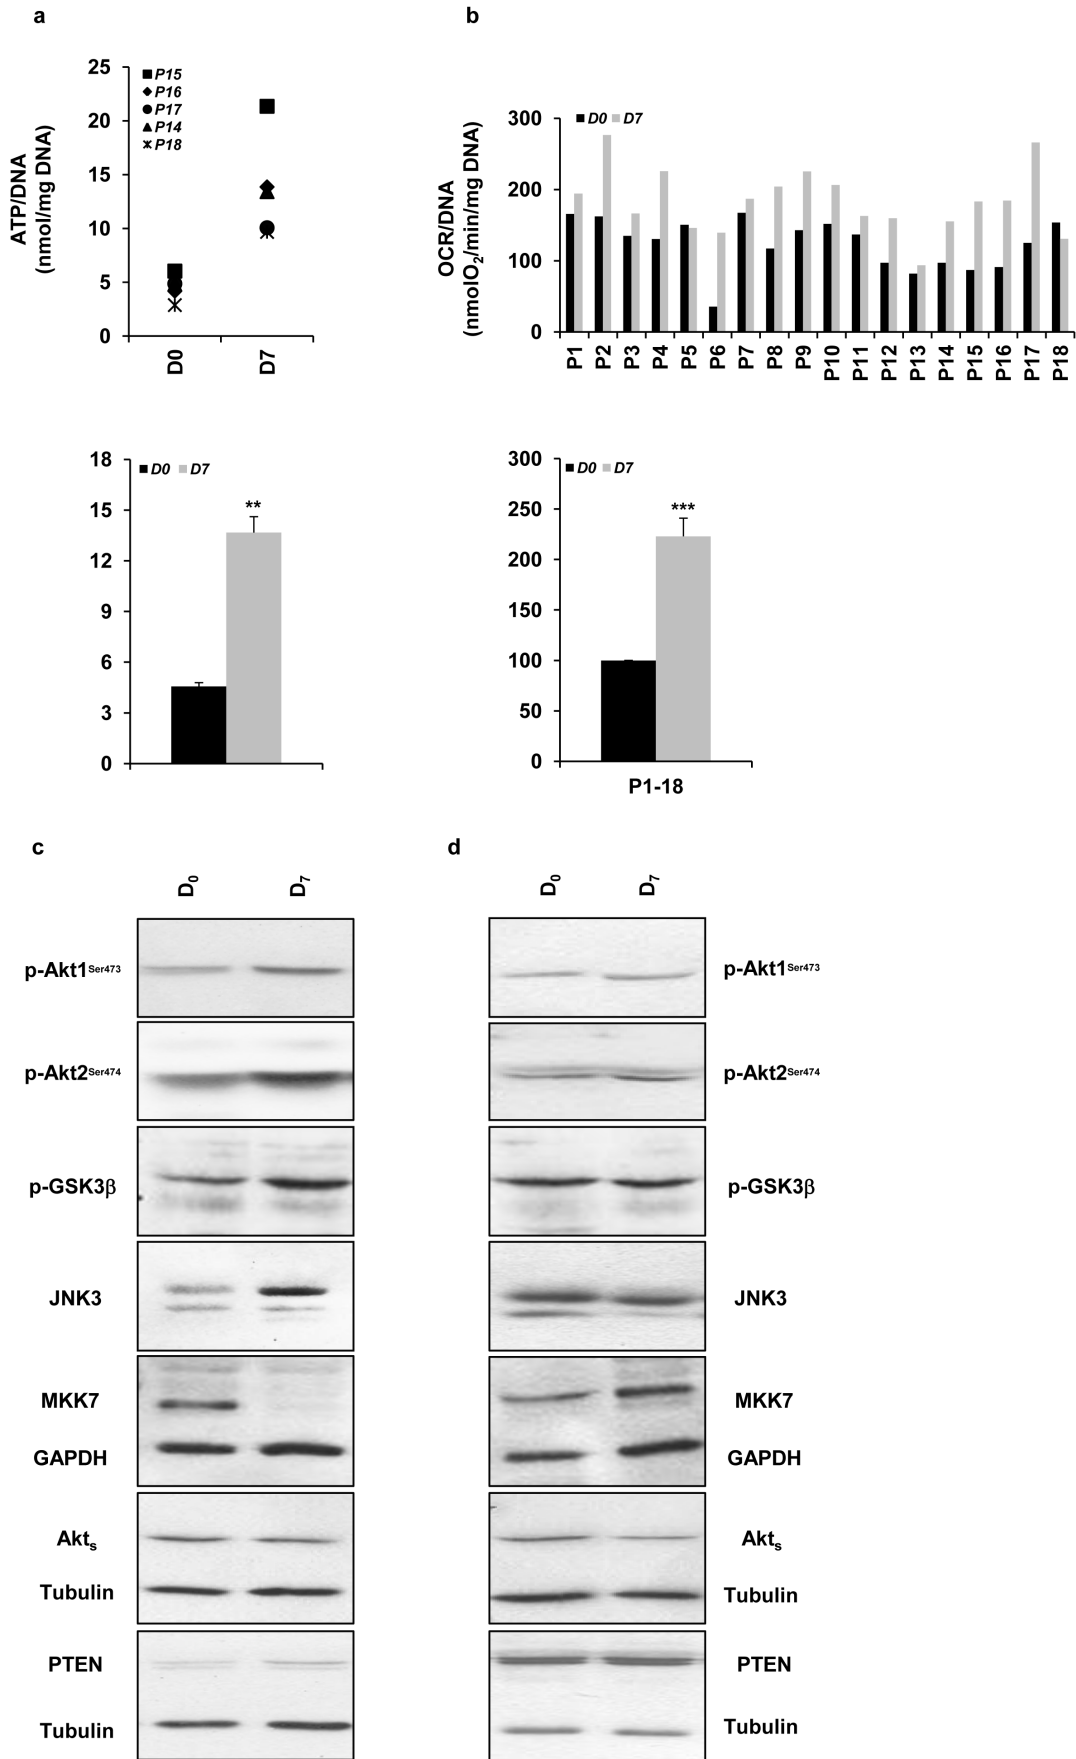 a
ATP/DNA
(nmol/mg DNA)
25
20
15
10
5
0
P15
P16
P17
P14
P18
D0
D7
b
OCR/DNA
(nmolO2/min/mg DNA)
300
200
100
0
D0 D7
P1 P2 P3 P4 P5 P6 P7 P8 P9 P10 P11 P12 P13 P14 P15 P16 P17 P18
18
15
12
9
6
3
0
D0 D7
**
300
250
200
150
100
50
0
D0 D7
***
P1-18
c
D0 D7
p-Akt1Ser473
p-Akt2Ser474
p-GSK3β
JNK3
MKK7
GAPDH
Akts
Tubulin
PTEN
Tubulin
d
D0 D7
p-Akt1Ser473
p-Akt2Ser474
p-GSK3β
JNK3
MKK7
GAPDH
Akts
Tubulin
PTEN
Tubulin